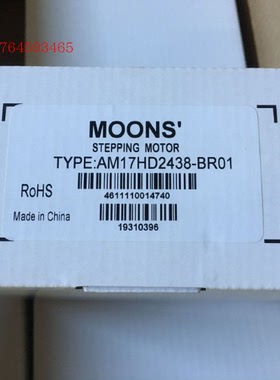 MOONS'
STEPPING MOTOR
TYPE:AM17HD2438-BR01
RoHS
4611110014740
Made in China
19310396